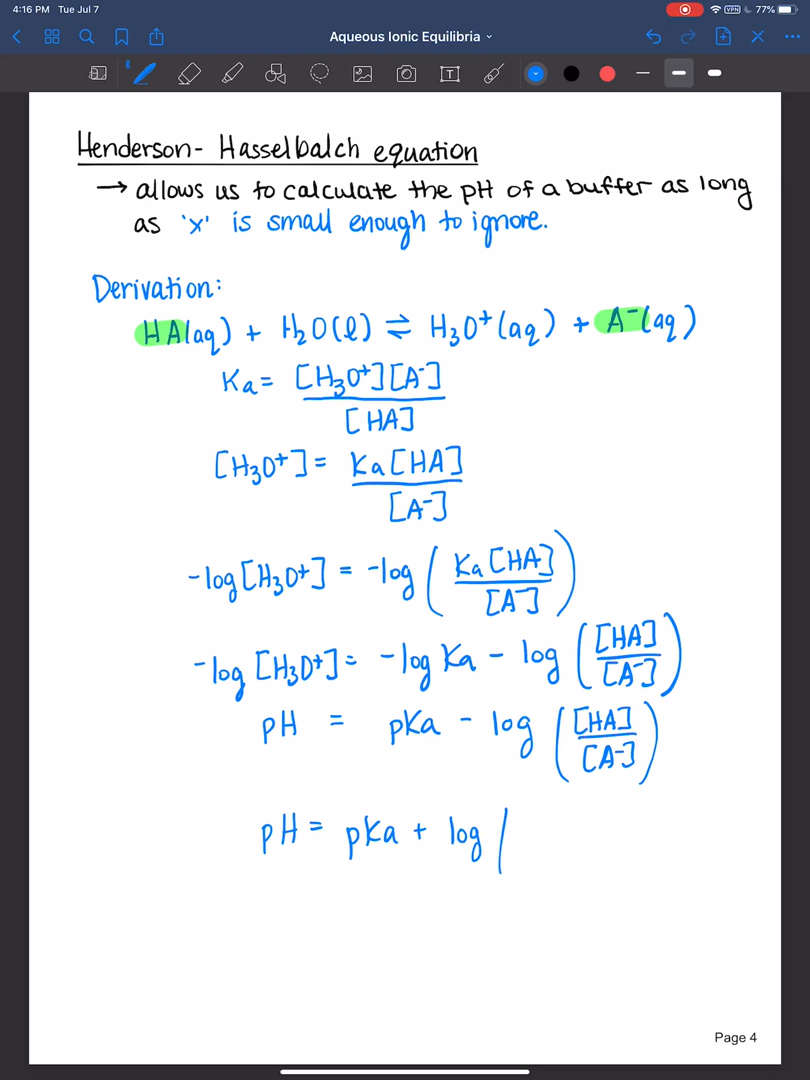 4:16 PM Tue Jul 7
VPN 77%
Aqueous Ionic Equilibria
T
Henderson- Hasselbalch equation
→ allows us to calculate the pH of a buffer as long
as 'x' is small enough to ignore.
Derivation:
HA(aq) + H₂O(l) ⇌ H₃O⁺(aq) + A⁻(aq)
Ka = [H₃O⁺][A⁻]
[HA]
[H₃O⁺] = Ka[HA]
[A⁻]
-log[H₃O⁺] = -log ( Ka[HA]
[A⁻] )
-log [H₃O⁺] = -log Ka - log ( [HA]
[A⁻] )
pH = pKa - log ( [HA]
[A⁻] )
pH = pKa + log (
Page 4